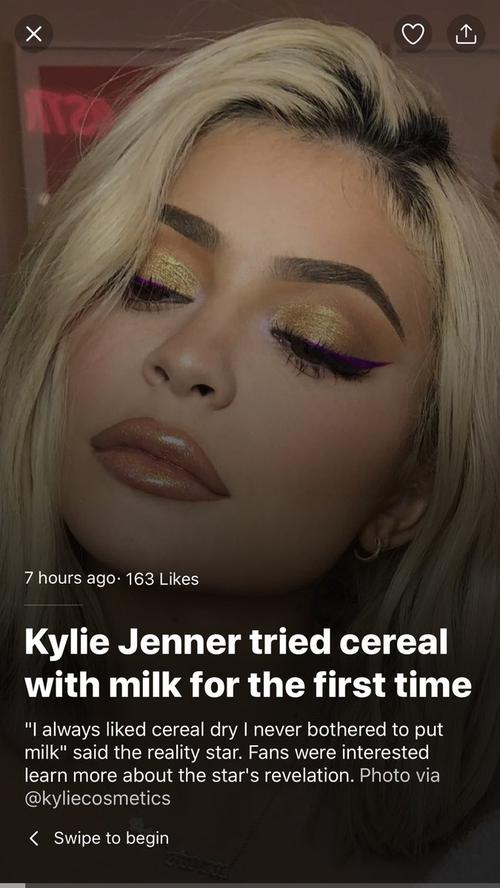 7 hours ago· 163 Likes
Kylie Jenner tried cereal
with milk for the first time
"I always liked cereal dry I never bothered to put
milk" said the reality star. Fans were interested
learn more about the star's revelation. Photo via
@kyliecosmetics
Swipe to begin